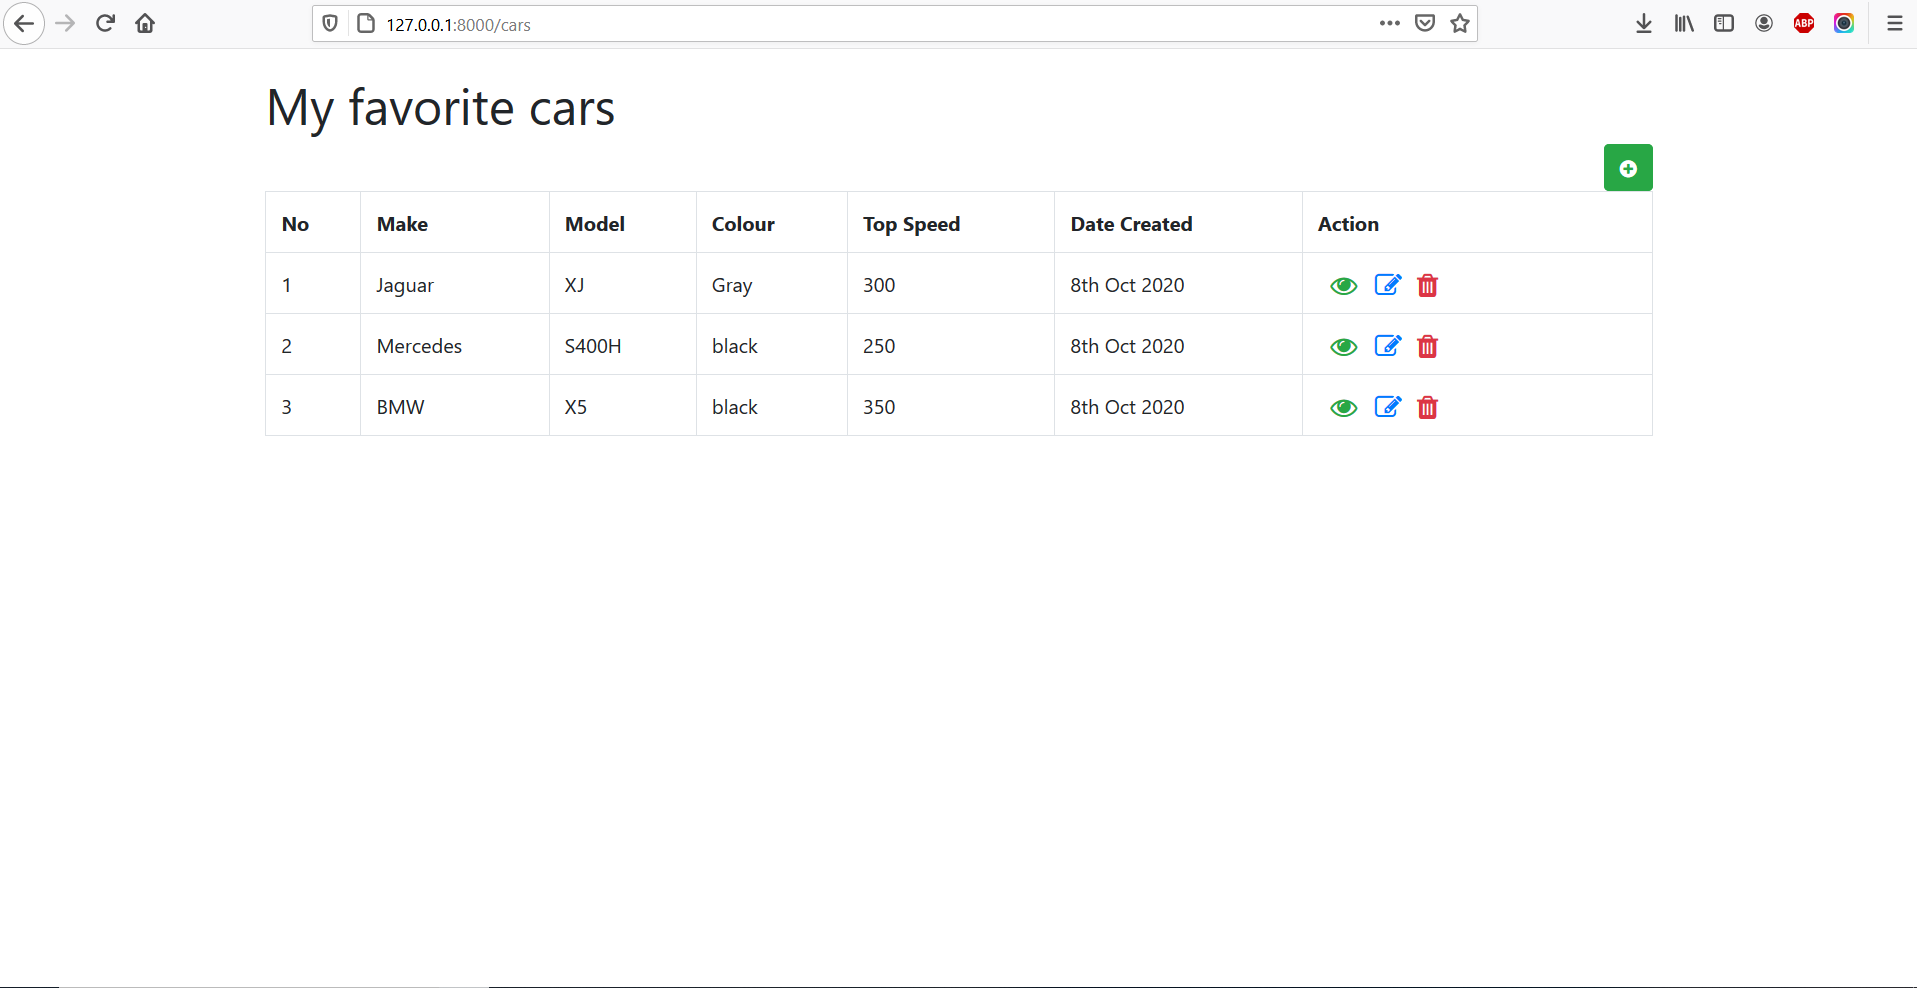 127.0.0.1:8000/cars
ABP
My favorite cars
No Make Model Colour Top Speed Date Created Action
1 Jaguar XJ Gray 300 8th Oct 2020
2 Mercedes S400H black 250 8th Oct 2020
3 BMW X5 black 350 8th Oct 2020